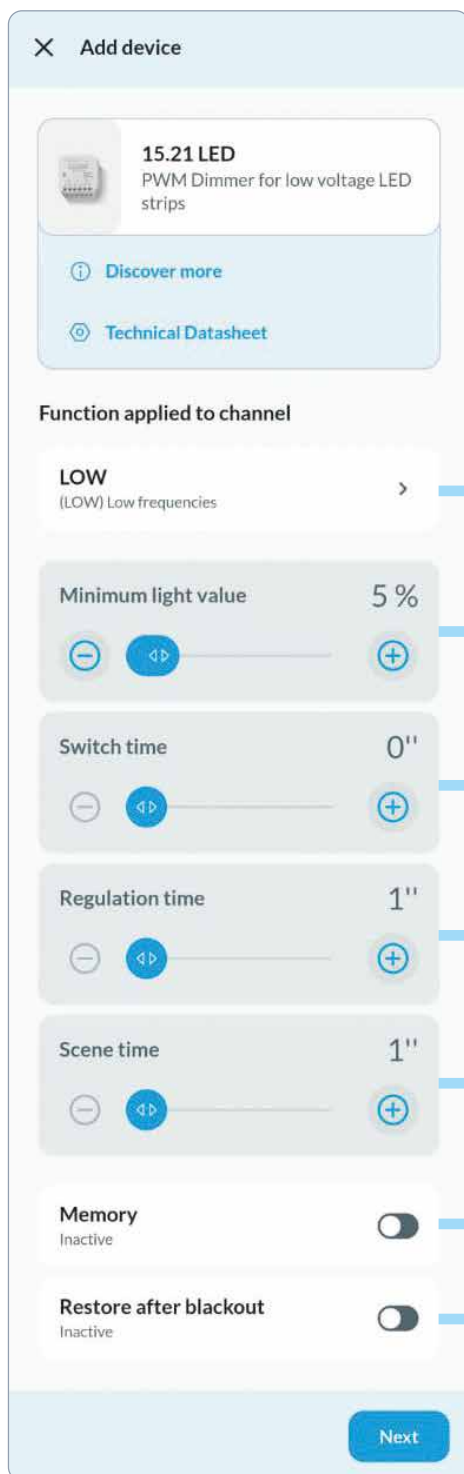 Add device
15.21 LED
PWM Dimmer for low voltage LED
strips
Discover more
Technical Datasheet
Function applied to channel
LOW
(LOW) Low frequencies
Minimum light value
5 %
Switch time
0''
Regulation time
1''
Scene time
1''
Memory
Inactive
Restore after blackout
Inactive
Next